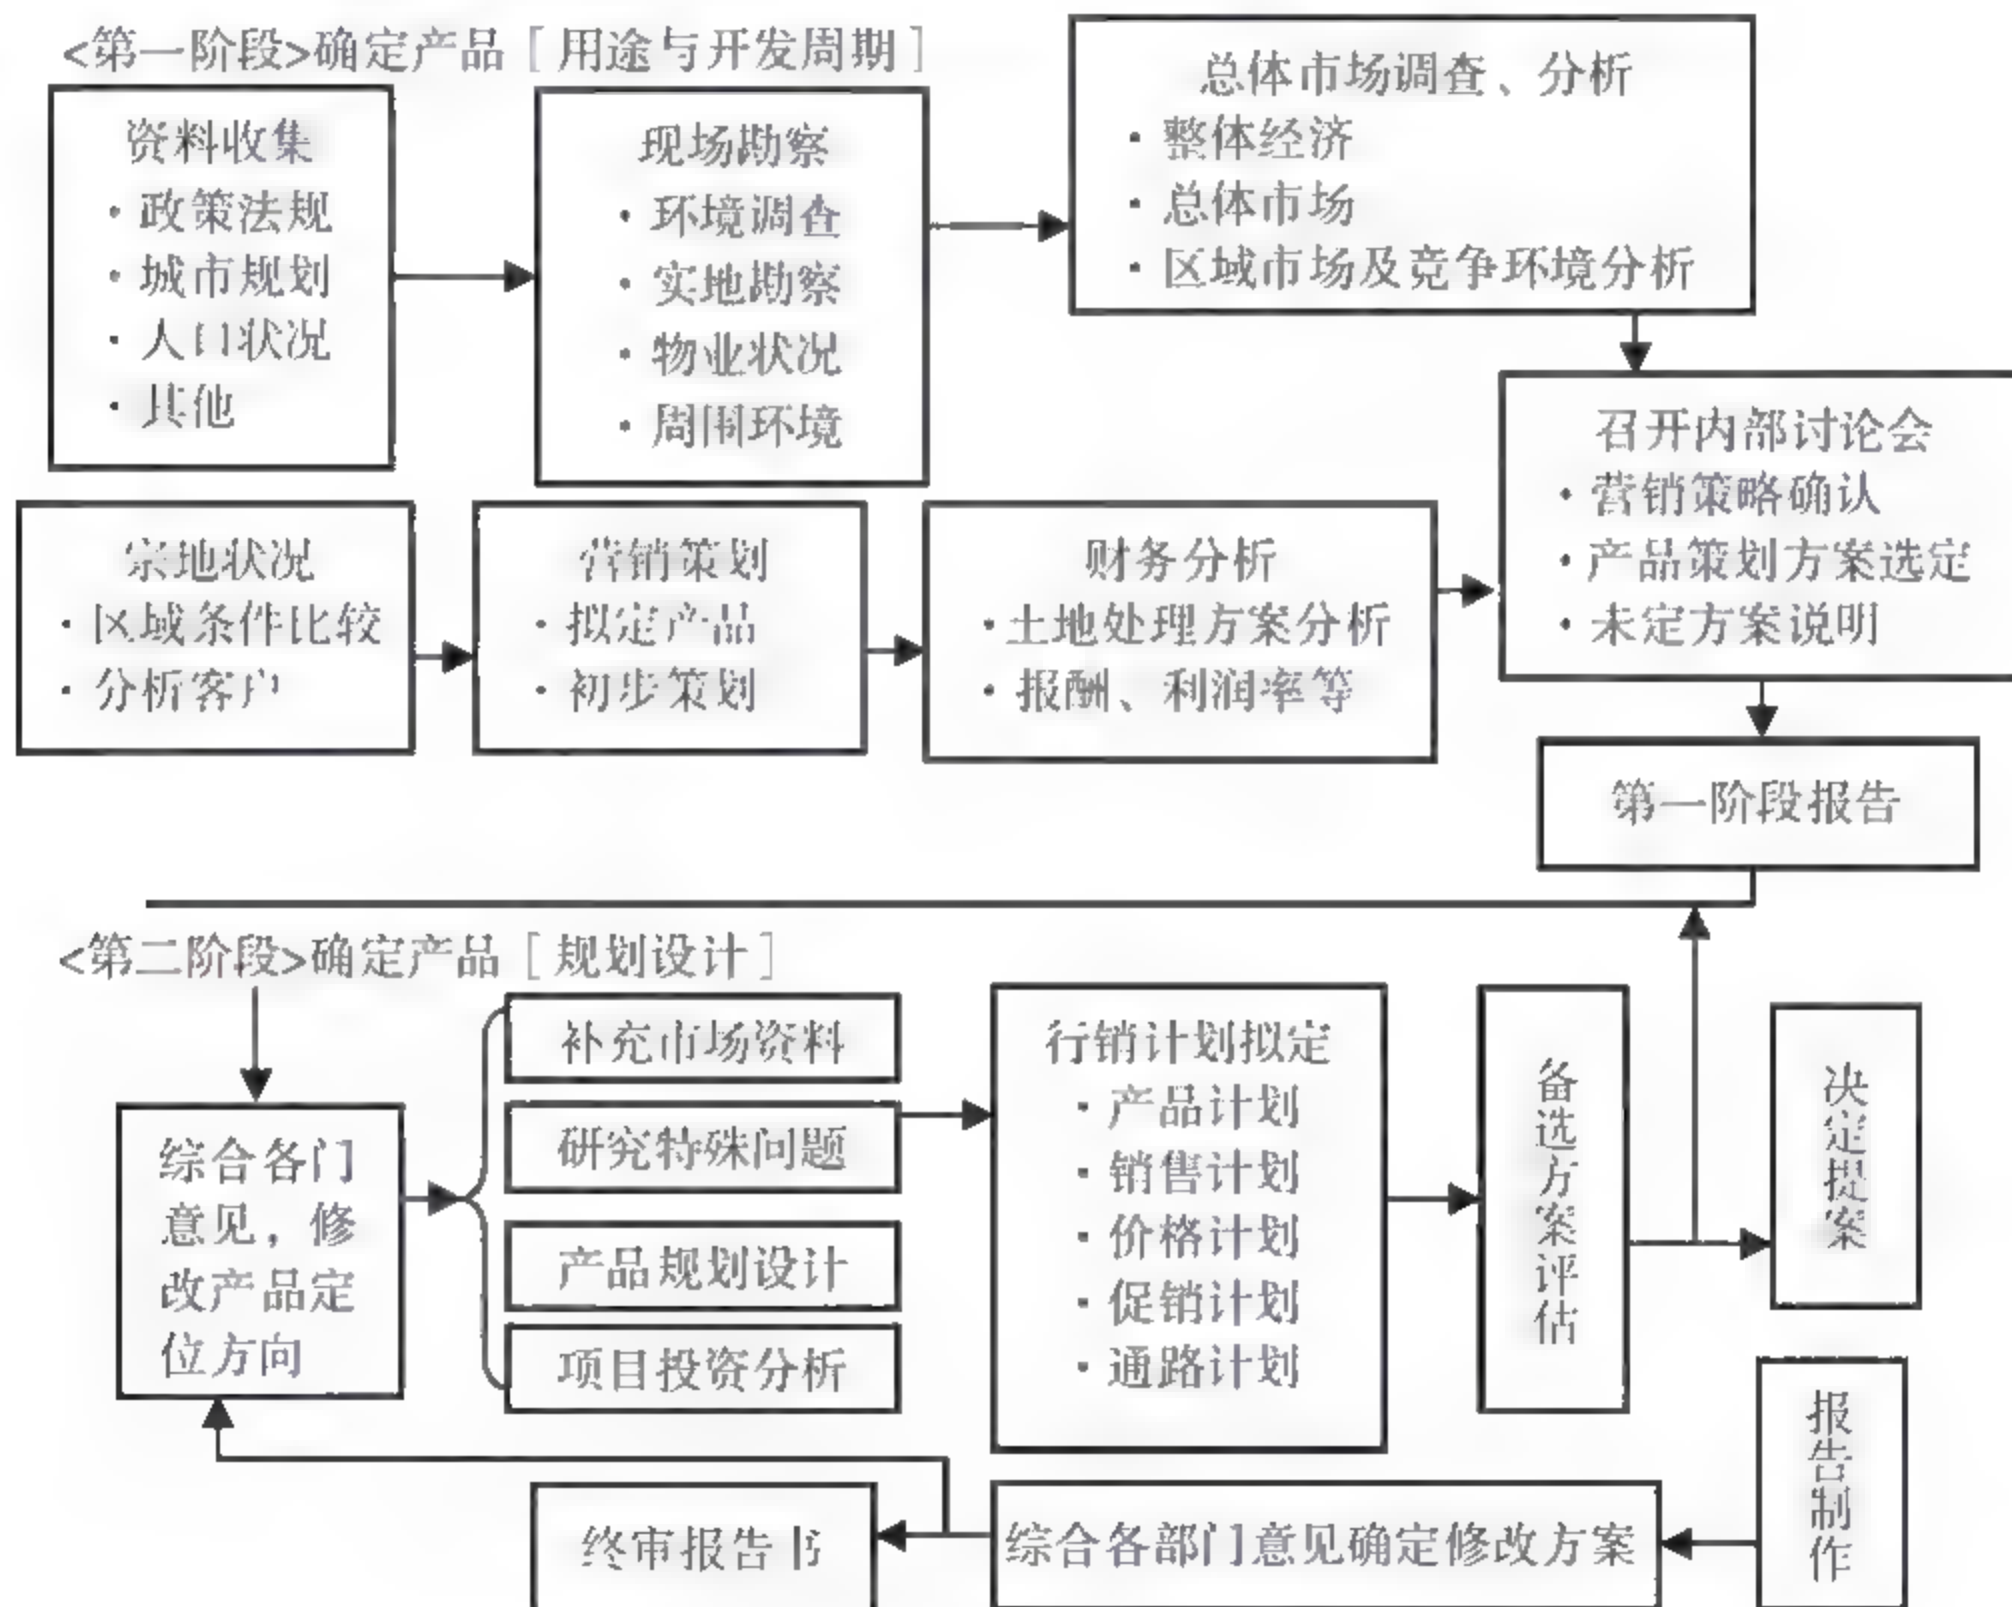 <第一阶段>确定产品［用途与开发周期］
资料收集
・政策法规
・城市规划
・人口状况
・其他
现场勘察
・环境调查
・实地勘察
・物业状况
・周围环境
总体市场调查、分析
・整体经济
・总体市场
・区域市场及竞争环境分析
召开内部讨论会
・营销策略确认
・产品策划方案选定
・未定方案说明
宗地状况
・区域条件比较
・分析客户
营销策划
・拟定产品
・初步策划
财务分析
・土地处理方案分析
・报酬、利润率等
第一阶段报告
<第二阶段>确定产品［规划设计］
综合各门
意见，修
改产品定
位方向
补充市场资料
研究特殊问题
产品规划设计
项目投资分析
行销计划拟定
・产品计划
・销售计划
・价格计划
・促销计划
・通路计划
备选方案评估
决定提案
报告制作
综合各部门意见确定修改方案
终审报告书